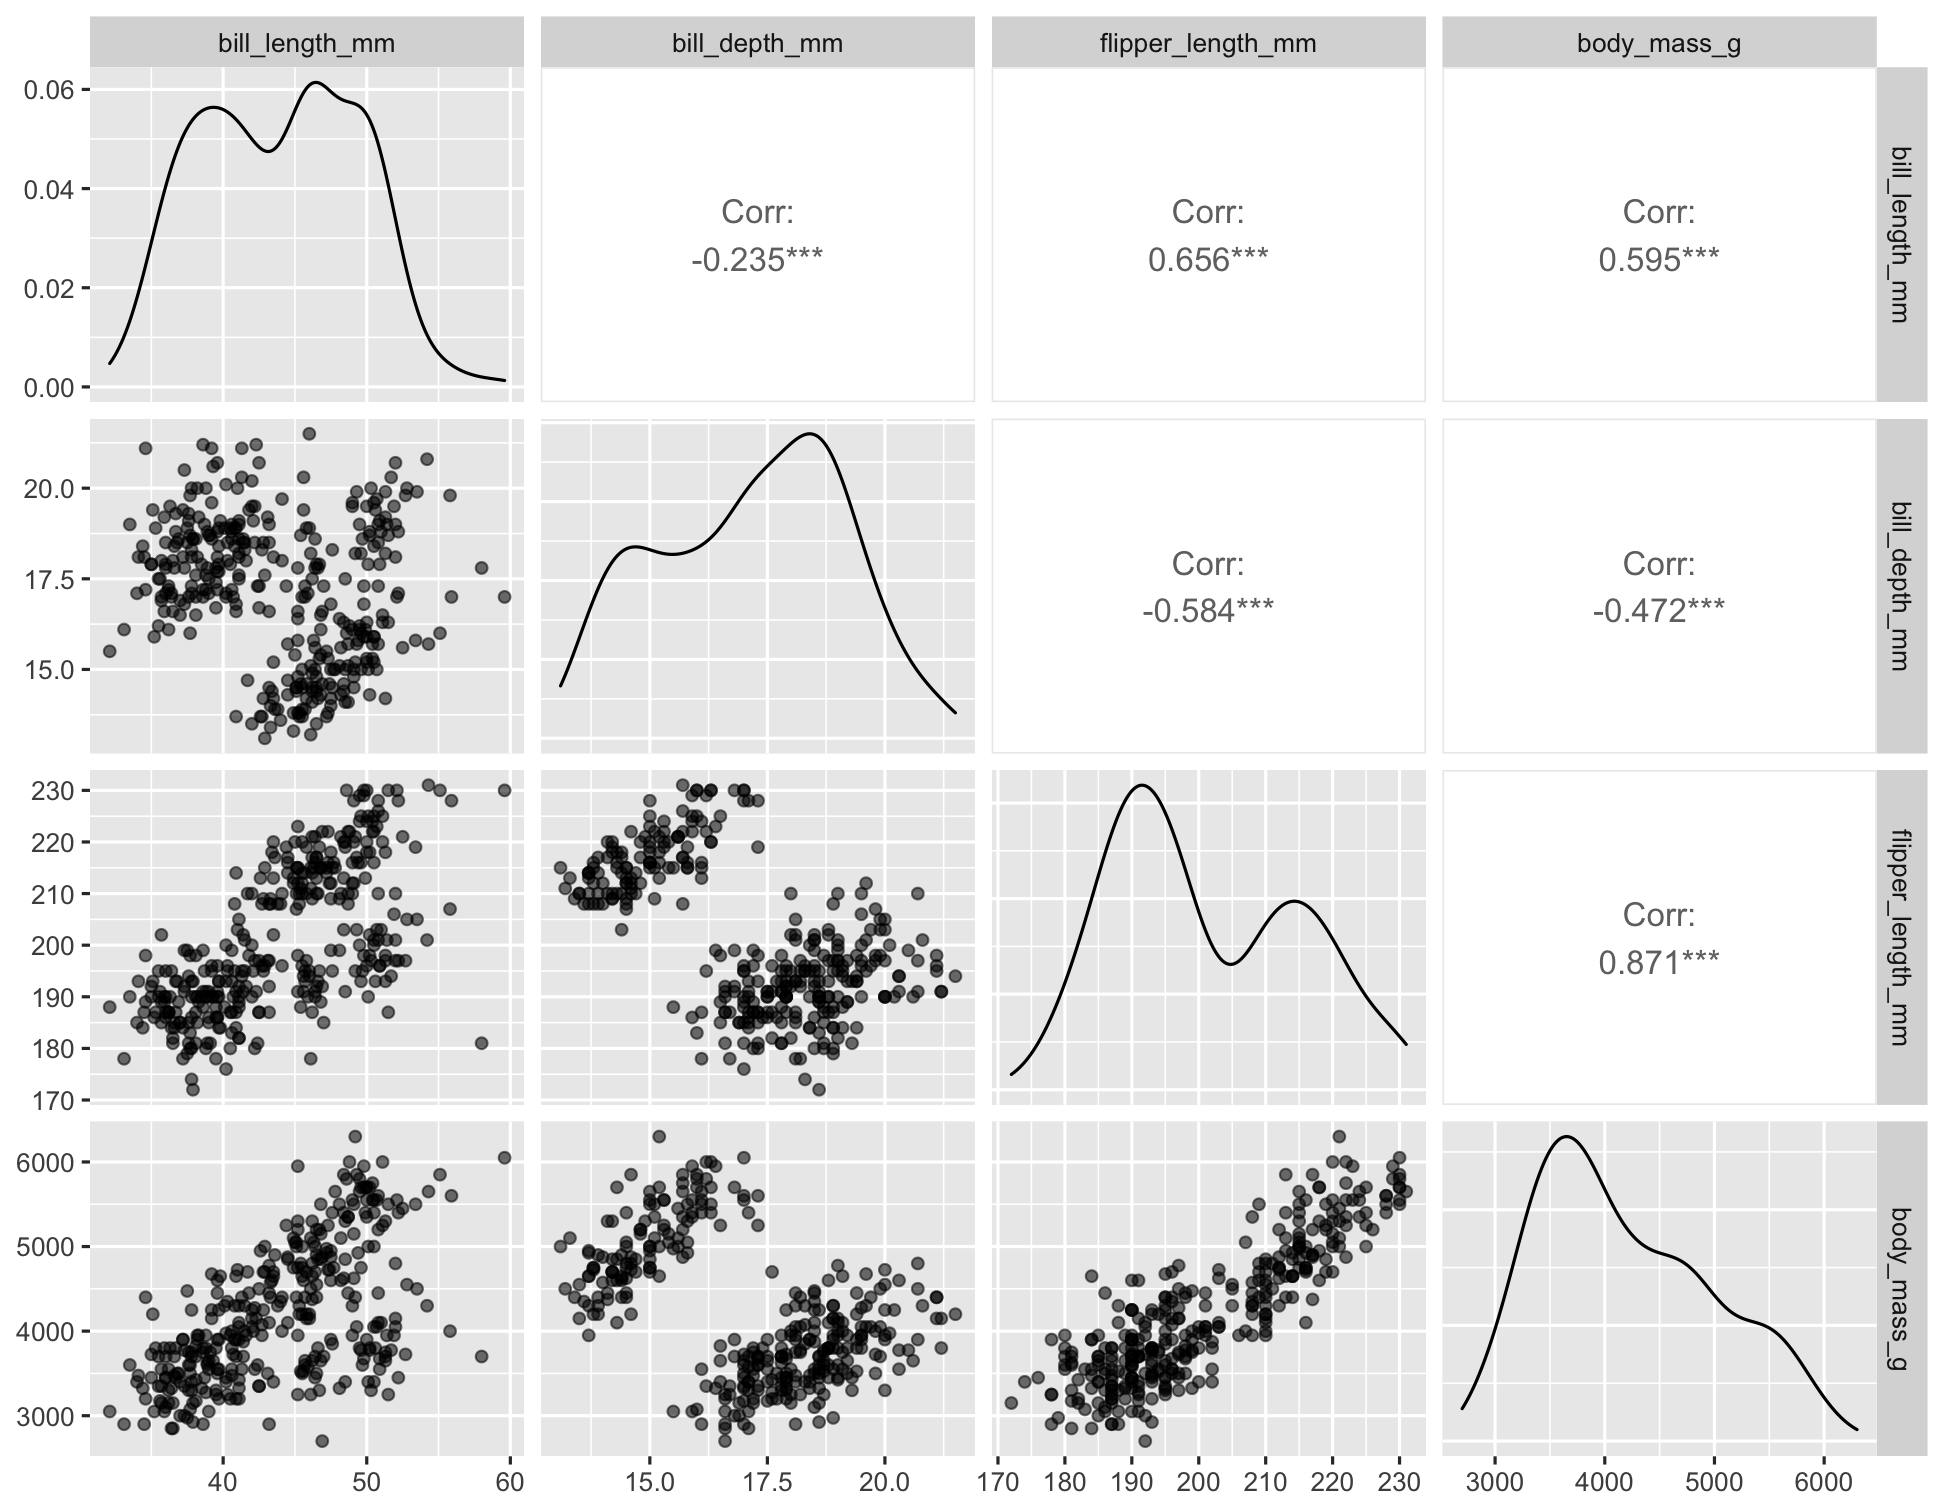 bill_length_mm
bill_depth_mm
flipper_length_mm
body_mass_g
0.06
0.04
0.02
0.00
Corr:
-0.235***
Corr:
0.656***
Corr:
0.595***
bill_length_mm
20.0
17.5
15.0
Corr:
-0.584***
Corr:
-0.472***
bill_depth_mm
230
220
210
200
190
180
170
Corr:
0.871***
flipper_length_mm
6000
5000
4000
3000
body_mass_g
40 50 60
15.0 17.5 20.0
170 180 190 200 210 220 230
3000 4000 5000 6000